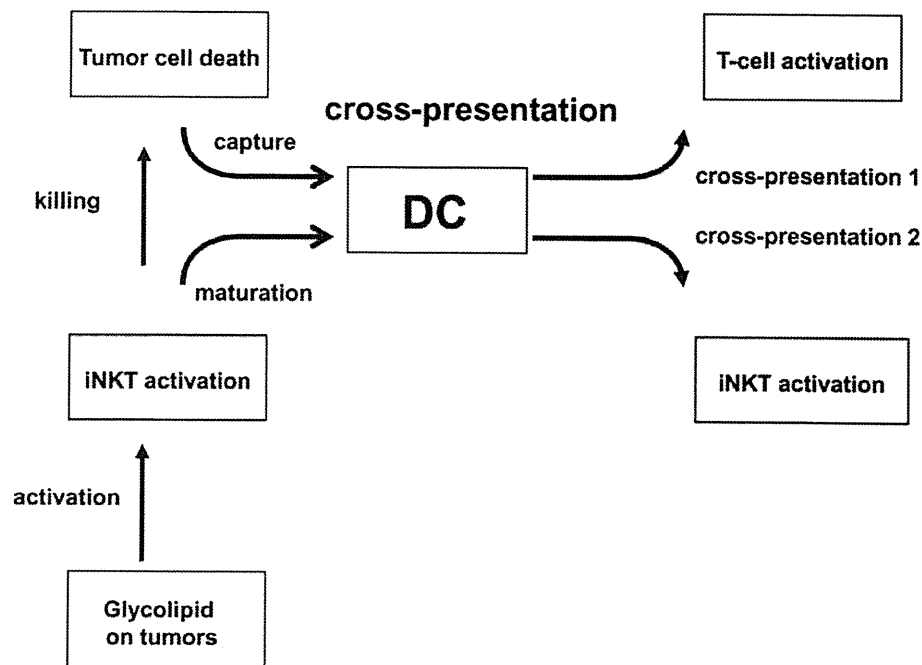 Tumor cell death
T-cell activation
cross-presentation
capture
cross-presentation 1
killing
DC
cross-presentation 2
maturation
iNKT activation
iNKT activation
activation
Glycolipid
on tumors